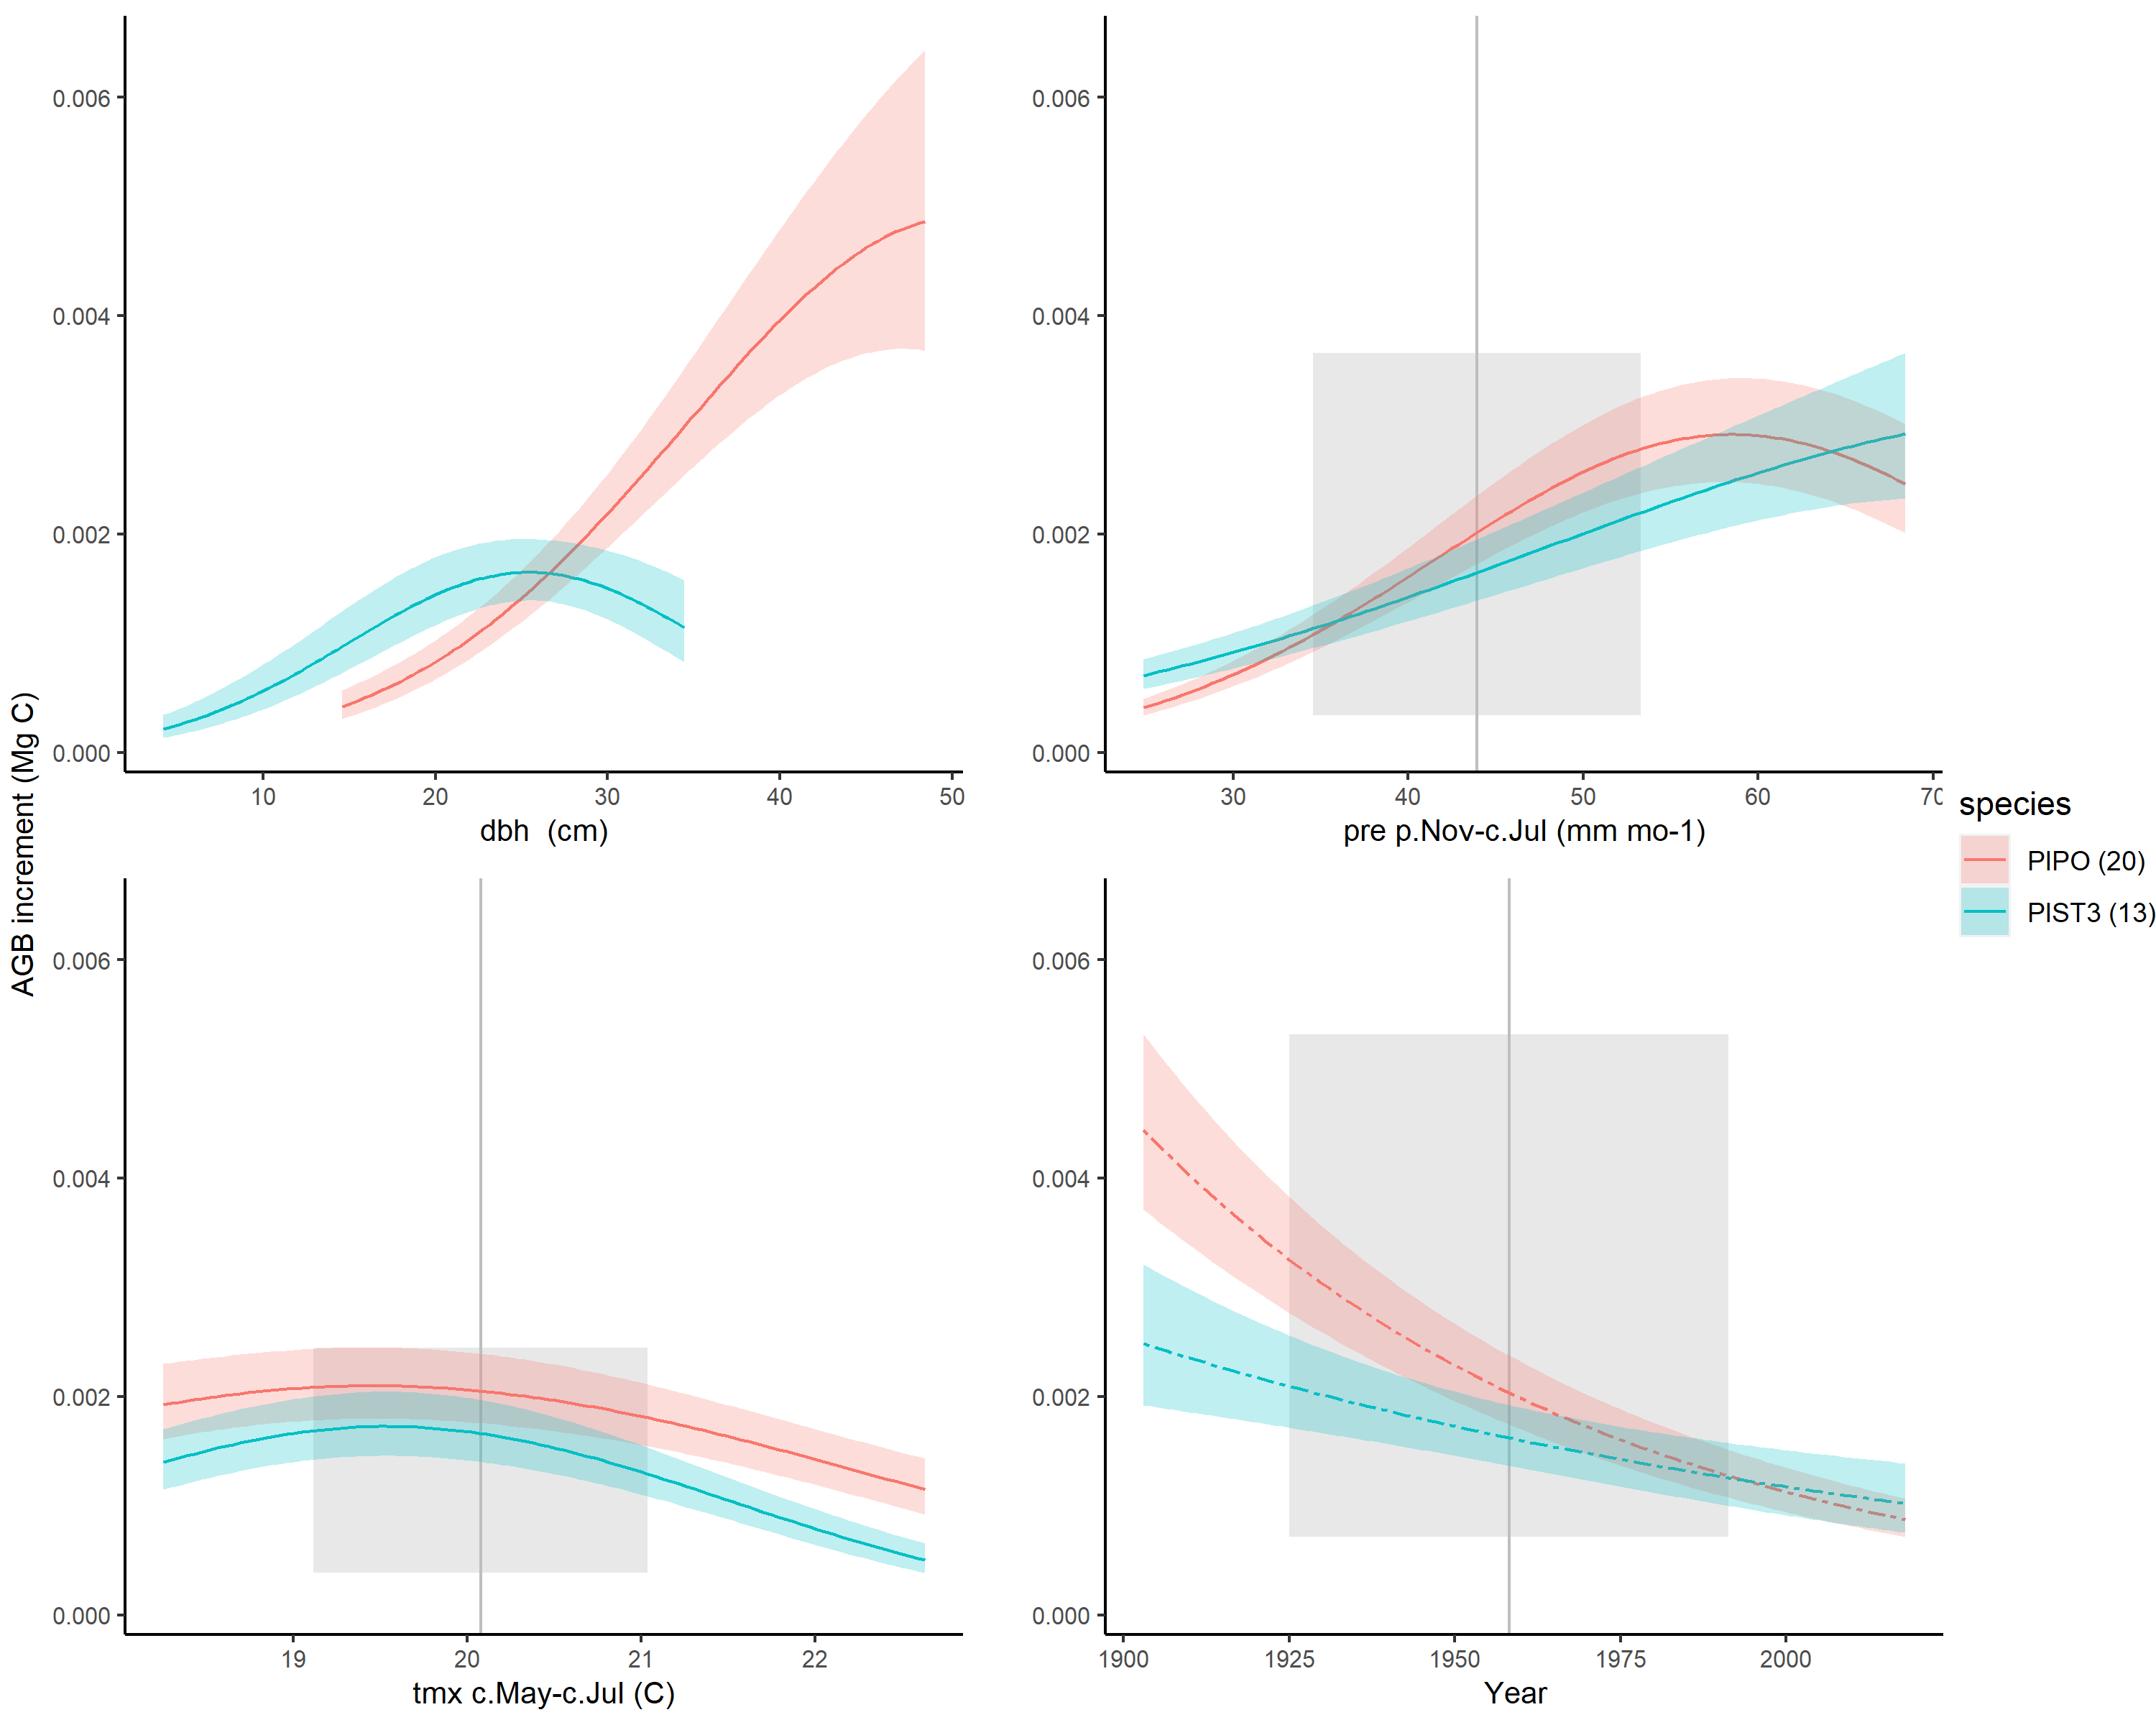 AGB increment (Mg C)
0.006
0.004
0.002
0.000
10 20 30 40 50
dbh  (cm)
0.006
0.004
0.002
0.000
30 40 50 60 70
pre p.Nov-c.Jul (mm mo-1)
0.006
0.004
0.002
0.000
19 20 21 22
tmx c.May-c.Jul (C)
0.006
0.004
0.002
0.000
1900 1925 1950 1975 2000
Year
species
PIPO (20)
PIST3 (13)